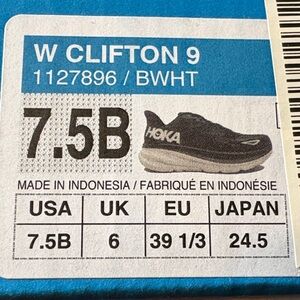 W CLIFTON 9
1127896 / BWHT
7.5B
HOKA
MADE IN INDONESIA / FABRIQUÉ EN INDONÉSIE
USA UK EU JAPAN
7.5B 6 39 1/3 24.5